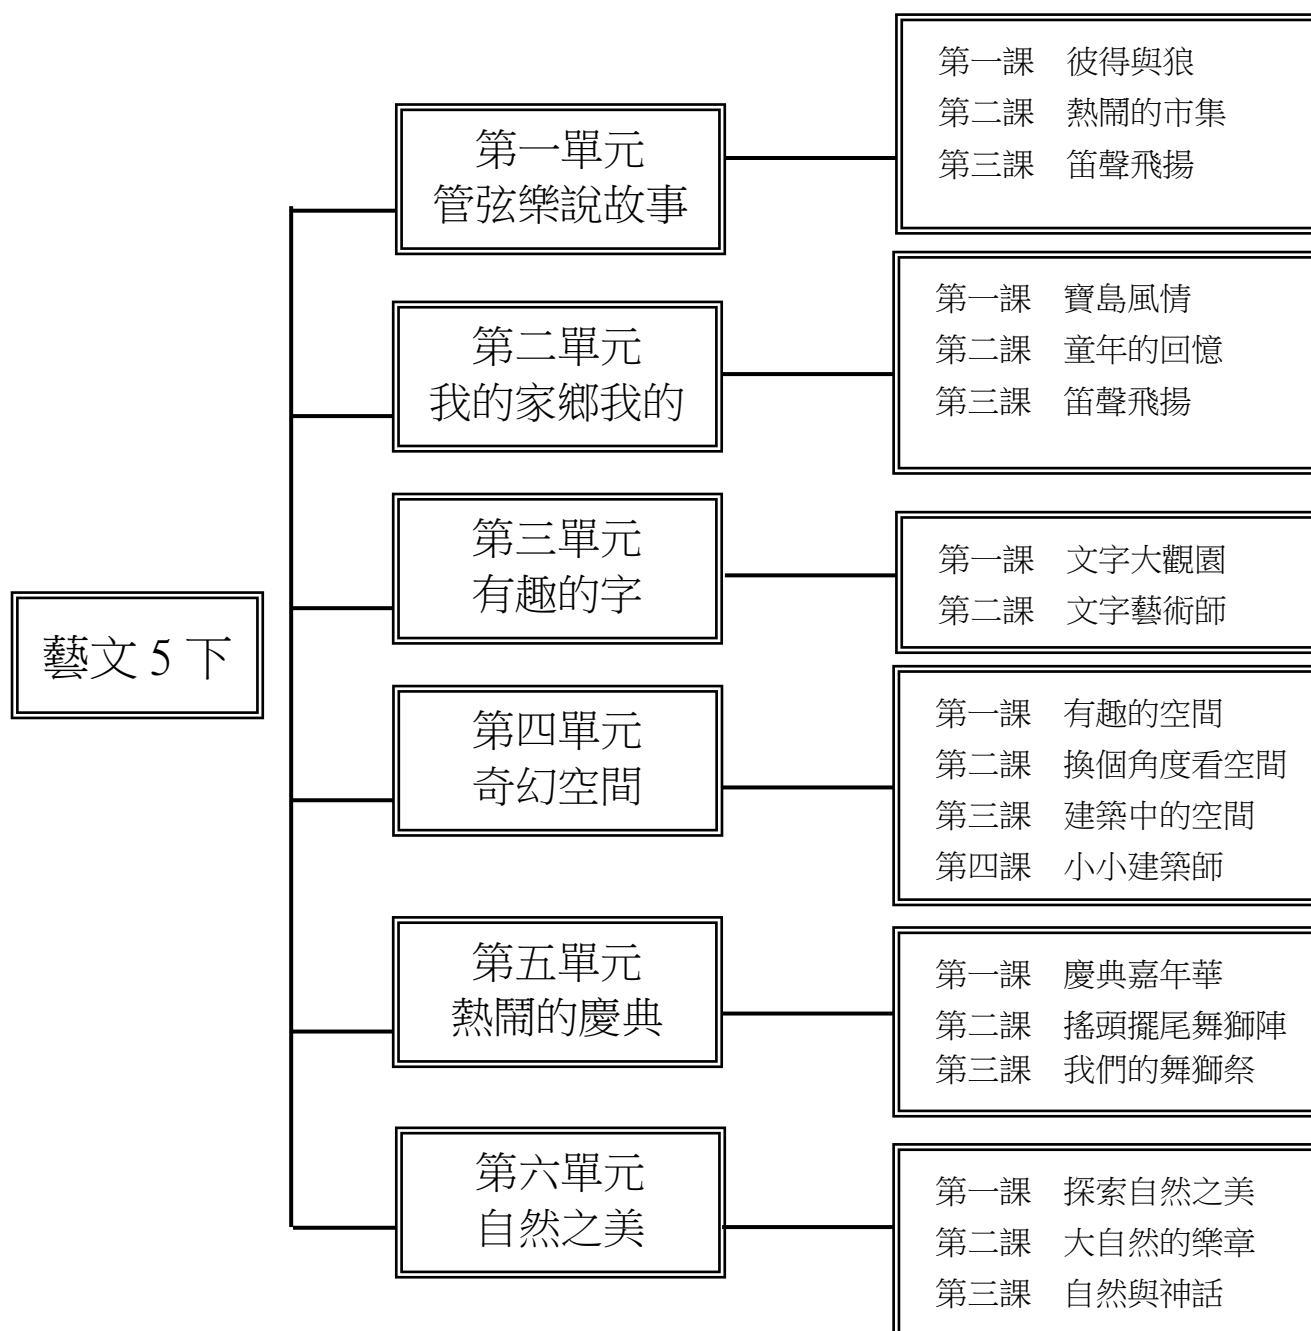 藝文 5 下
第一單元
管弦樂說故事
第一課　彼得與狼
第二課　熱鬧的市集
第三課　笛聲飛揚
第二單元
我的家鄉我的
第一課　寶島風情
第二課　童年的回憶
第三課　笛聲飛揚
第三單元
有趣的字
第一課　文字大觀園
第二課　文字藝術師
第四單元
奇幻空間
第一課　有趣的空間
第二課　換個角度看空間
第三課　建築中的空間
第四課　小小建築師
第五單元
熱鬧的慶典
第一課　慶典嘉年華
第二課　搖頭擺尾舞獅陣
第三課　我們的舞獅祭
第六單元
自然之美
第一課　探索自然之美
第二課　大自然的樂章
第三課　自然與神話